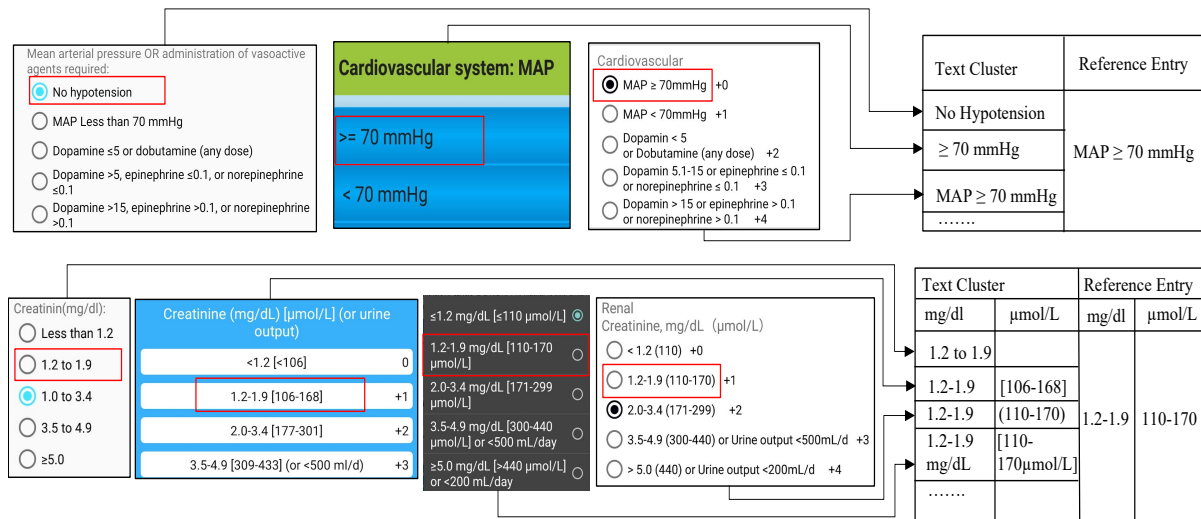 Mean arterial pressure OR administration of vasoactive
agents required:
No hypotension
MAP Less than 70 mmHg
Dopamine ≤5 or dobutamine (any dose)
Dopamine >5, epinephrine ≤0.1, or norepinephrine
≤0.1
Dopamine >15, epinephrine >0.1, or norepinephrine
>0.1
Cardiovascular system: MAP
>= 70 mmHg
< 70 mmHg
Cardiovascular
MAP ≥ 70mmHg +0
MAP < 70mmHg +1
Dopamin < 5
or Dobutamine (any dose) +2
Dopamin 5.1-15 or epinephrine ≤ 0.1
or norepinephrine ≤ 0.1 +3
Dopamin > 15 or epinephrine > 0.1
or norepinephrine > 0.1 +4
Text Cluster Reference Entry
No Hypotension
≥ 70 mmHg
MAP ≥ 70 mmHg
MAP ≥ 70 mmHg
.......
Creatinin(mg/dl):
Less than 1.2
1.2 to 1.9
1.0 to 3.4
3.5 to 4.9
≥5.0
Creatinine (mg/dL) [µmol/L] (or urine
output)
<1.2 [<106] 0
1.2-1.9 [106-168] +1
2.0-3.4 [177-301] +2
3.5-4.9 [309-433] (or <500 ml/d) +3
≤1.2 mg/dL [≤110 µmol/L]
1.2-1.9 mg/dL [110-170
µmol/L]
2.0-3.4 mg/dL [171-299
µmol/L]
3.5-4.9 mg/dL [300-440
µmol/L] or <500 mL/day
≥5.0 mg/dL [>440 µmol/L]
or <200 mL/day
Renal
Creatinine, mg/dL (µmol/L)
< 1.2 (110) +0
1.2-1.9 (110-170) +1
2.0-3.4 (171-299) +2
3.5-4.9 (300-440) or Urine output <500mL/d +3
> 5.0 (440) or Urine output <200mL/d +4
Text Cluster Reference Entry
mg/dl µmol/L mg/dl µmol/L
1.2 to 1.9
1.2-1.9 [106-168]
1.2-1.9 (110-170)
1.2-1.9 110-170
1.2-1.9 [110-
mg/dL 170µmol/L]
.......